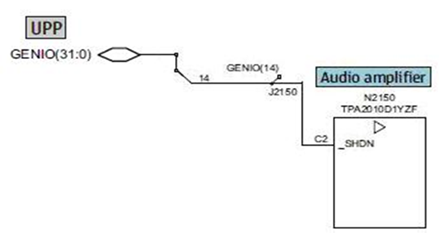 UPP
GENIO(31:0)
14
GENIO(14)
J2150
Audio amplifier
N2150
TPA2010D1YZF
C2
_SHDN